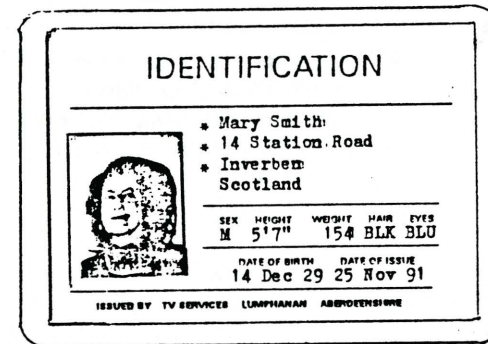 IDENTIFICATION
* Mary Smith
* 14 Station Road
* Inverbem
Scotland
SEX HEIGHT WEIGHT HAIR EYES
M 5'7" 154 BLK BLU
DATE OF BIRTH DATE OF ISSUE
14 Dec 29 25 Nov 91
ISSUED BY TV SERVICES LUMPHANAN ABERDEENSHIRE